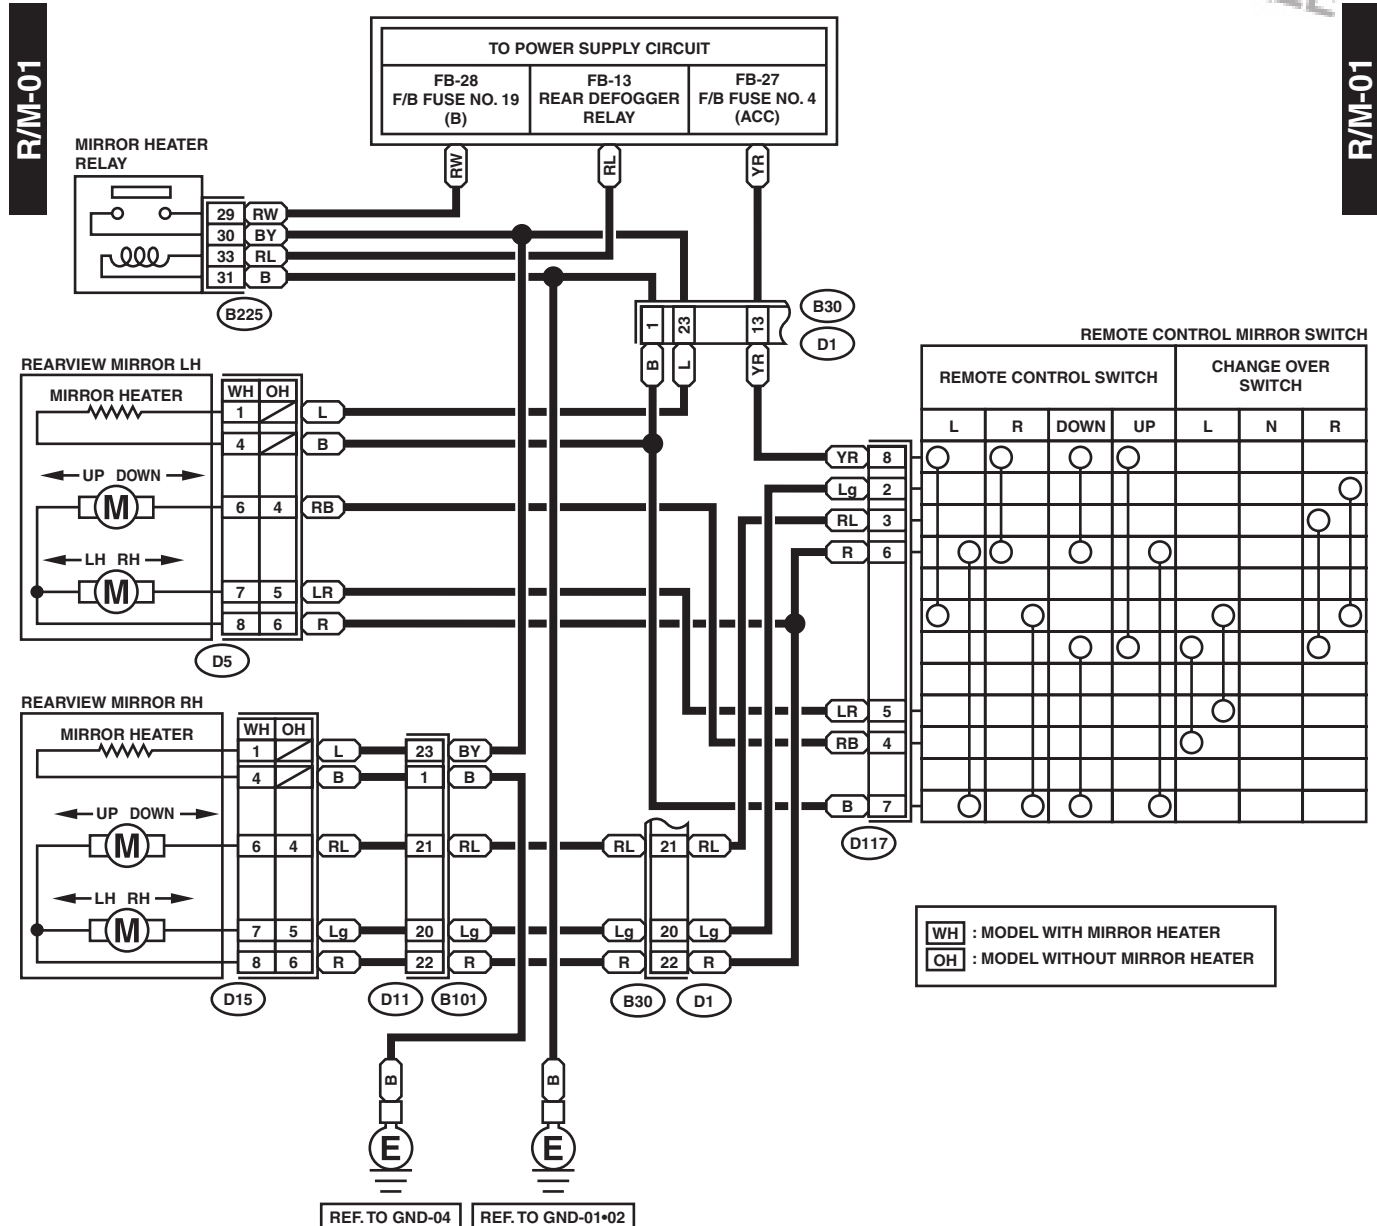 R/M-01
R/M-01
TO POWER SUPPLY CIRCUIT
FB-28
F/B FUSE NO. 19
(B)
FB-13
REAR DEFOGGER
RELAY
FB-27
F/B FUSE NO. 4
(ACC)
RW
RL
YR
MIRROR HEATER
RELAY
29 RW
30 BY
33 RL
31 B
B225
1 23 13
B30
D1
B L YR
REARVIEW MIRROR LH
MIRROR HEATER
WH OH
1 L
4 B
UP DOWN
M
6 4 RB
LH RH
M
7 5 LR
8 6 R
D5
REMOTE CONTROL MIRROR SWITCH
REMOTE CONTROL SWITCH
CHANGE OVER
SWITCH
L R DOWN UP L N R
YR 8
Lg 2
RL 3
R 6
LR 5
RB 4
B 7
D117
REARVIEW MIRROR RH
MIRROR HEATER
WH OH
1 L 23 BY
4 B 1 B
UP DOWN
M
6 4 RL 21 RL RL 21 RL
LH RH
M
7 5 Lg 20 Lg Lg 20 Lg
8 6 R 22 R R 22 R
D15
D11
B101
B30
D1
WH : MODEL WITH MIRROR HEATER
OH : MODEL WITHOUT MIRROR HEATER
B B
E E
REF. TO GND-04
REF. TO GND-01•02